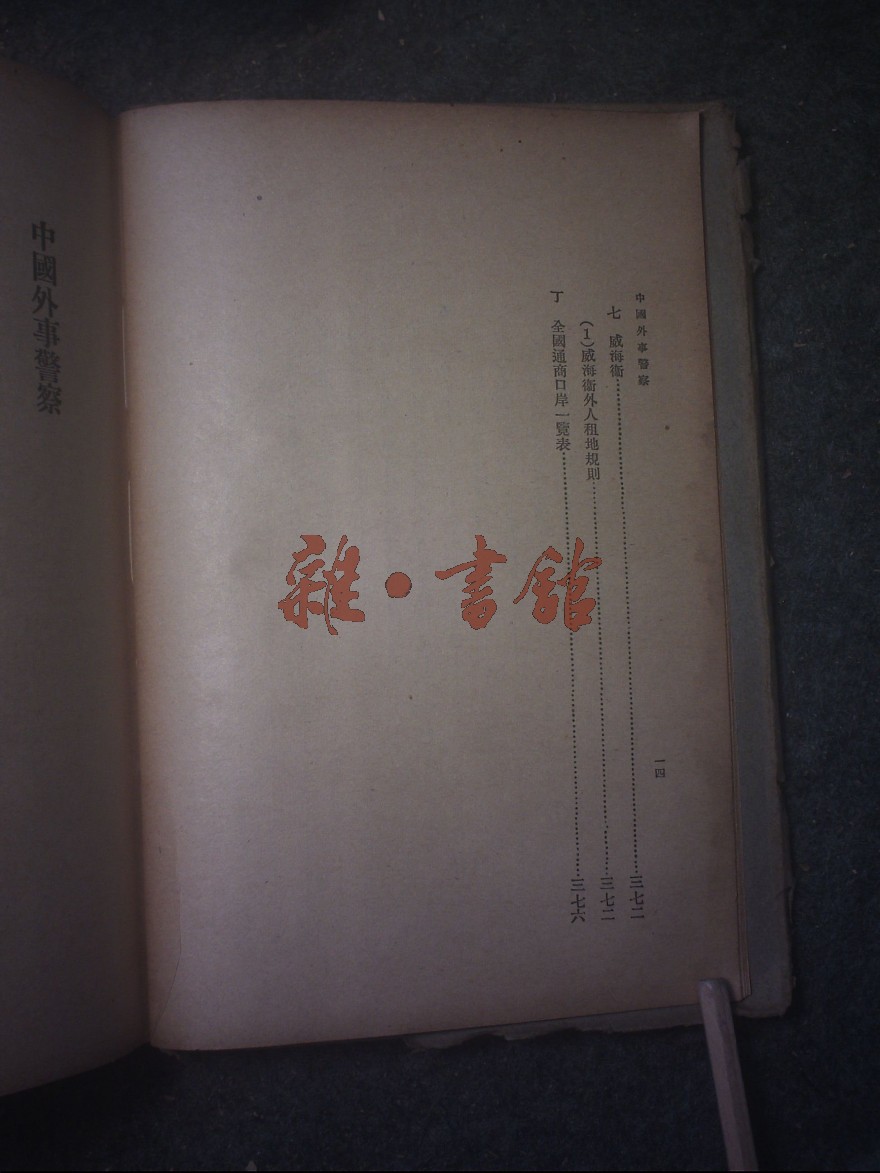 中國外事警察
一四
七 威海衞……三七二
(1)威海衞外人租地規則……三七二
丁 全國通商口岸一覽表……三七六
中國外事警察
雜·書館